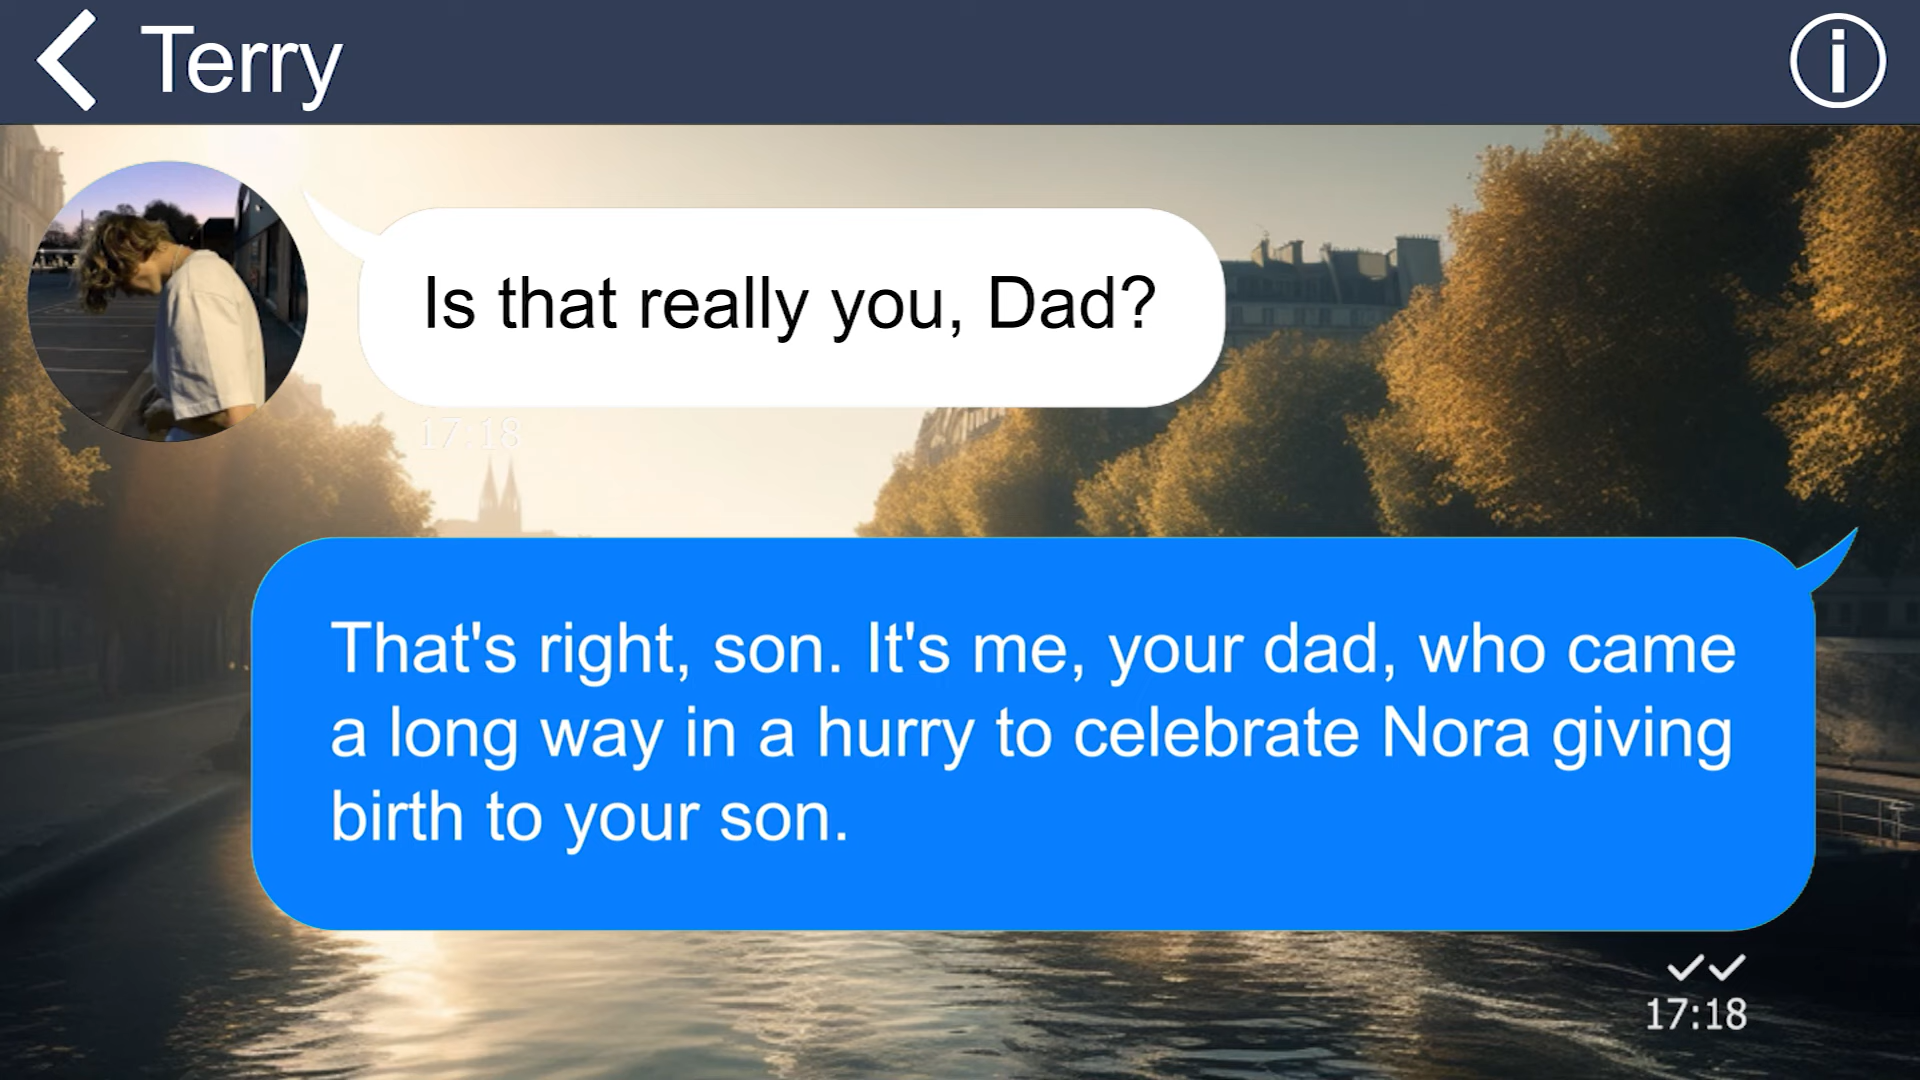 Terry
Is that really you, Dad?
17:18
That's right, son. It's me, your dad, who came
a long way in a hurry to celebrate Nora giving
birth to your son.
17:18